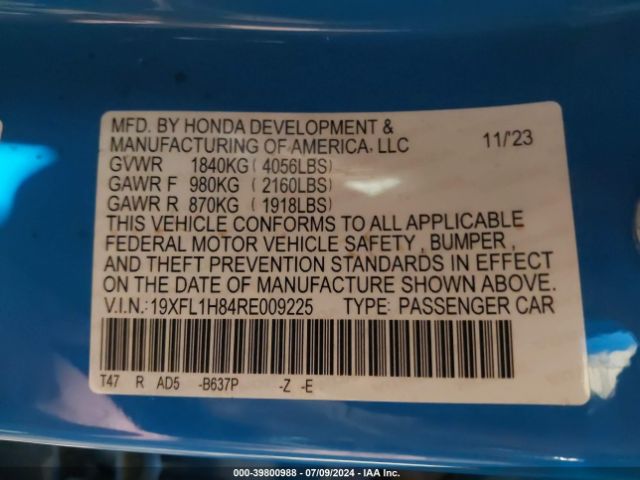 MFD. BY HONDA DEVELOPMENT &
MANUFACTURING OF AMERICA, LLC 11/'23
GVWR 1840KG (4056LBS)
GAWR F 980KG (2160LBS)
GAWR R 870KG (1918LBS)
THIS VEHICLE CONFORMS TO ALL APPLICABLE
FEDERAL MOTOR VEHICLE SAFETY , BUMPER ,
AND THEFT PREVENTION STANDARDS IN EFFECT
ON THE DATE OF MANUFACTURE SHOWN ABOVE.
V.I.N.: 19XFL1H84RE009225 TYPE: PASSENGER CAR
T47 R AD5 -B637P -Z -E
000-39800988 - 07/09/2024 - IAA Inc.